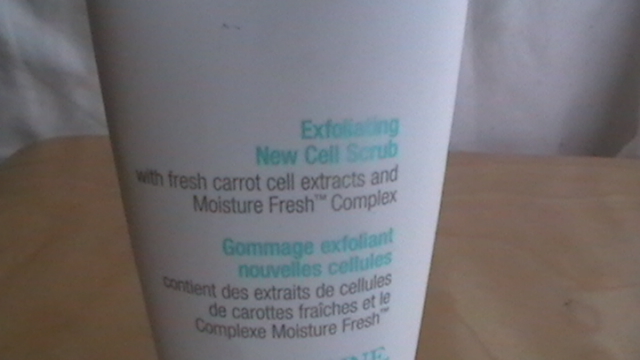 Exfoliating
New Cell Scrub
with fresh carrot cell extracts and
Moisture Fresh™ Complex
Gommage exfoliant
nouvelles cellules
contient des extraits de cellules
de carottes fraîches et le
Complexe Moisture Fresh™